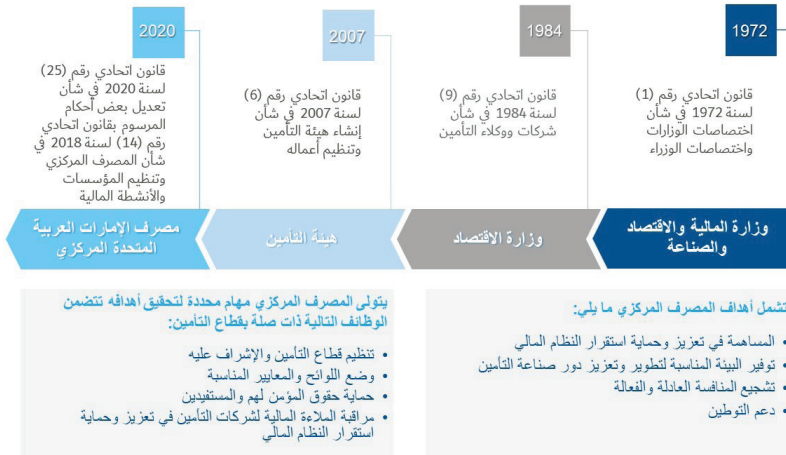 1972
قانون اتحادي رقم (1)
لسنة 1972 في شأن
اختصاصات الوزارات
واختصاصات الوزراء
وزارة المالية والاقتصاد
والصناعة
1984
قانون اتحادي رقم (9)
لسنة 1984 في شأن
شركات ووكلاء التأمين
وزارة الاقتصاد
2007
قانون اتحادي رقم (6)
لسنة 2007 في شأن
إنشاء هيئة التأمين
وتنظيم أعماله
هيئة التأمين
2020
قانون اتحادي رقم (25)
لسنة 2020 في شأن
تعديل بعض أحكام
المرسوم بقانون اتحادي
رقم (14) لسنة 2018 في
شأن المصرف المركزي
وتنظيم المؤسسات
والأنشطة المالية
مصرف الإمارات العربية
المتحدة المركزي
تشمل أهداف المصرف المركزي ما يلي:
• المساهمة في تعزيز وحماية استقرار النظام المالي
• توفير البيئة المناسبة لتطوير وتعزيز دور صناعة التأمين
• تشجيع المنافسة العادلة والفعالة
• دعم التوطين
يتولى المصرف المركزي مهام محددة لتحقيق أهدافه تتضمن
الوظائف التالية ذات صلة بقطاع التأمين:
• تنظيم قطاع التأمين والإشراف عليه
• وضع اللوائح والمعايير المناسبة
• حماية حقوق المؤمن لهم والمستفيدين
• مراقبة الملاءة المالية لشركات التأمين في تعزيز وحماية
استقرار النظام المالي